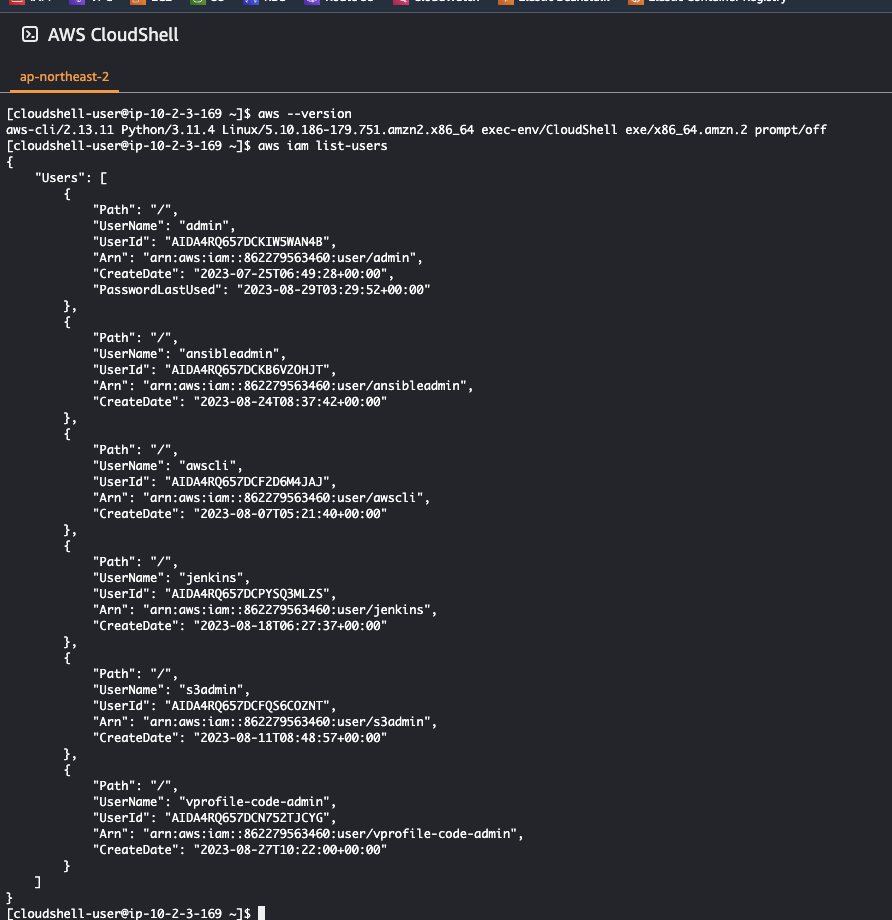 AWS CloudShell
ap-northeast-2
[cloudshell-user@ip-10-2-3-169 ~]$ aws --version
aws-cli/2.13.11 Python/3.11.4 Linux/5.10.186-179.751.amzn2.x86_64 exec-env/CloudShell exe/x86_64.amzn.2 prompt/off
[cloudshell-user@ip-10-2-3-169 ~]$ aws iam list-users
{
    "Users": [
        {
            "Path": "/",
            "UserName": "admin",
            "UserId": "AIDA4RQ657DCKIW5WAN4B",
            "Arn": "arn:aws:iam::862279563460:user/admin",
            "CreateDate": "2023-07-25T06:49:28+00:00",
            "PasswordLastUsed": "2023-08-29T03:29:52+00:00"
        },
        {
            "Path": "/",
            "UserName": "ansibleadmin",
            "UserId": "AIDA4RQ657DCKB6V2OHJT",
            "Arn": "arn:aws:iam::862279563460:user/ansibleadmin",
            "CreateDate": "2023-08-24T08:37:42+00:00"
        },
        {
            "Path": "/",
            "UserName": "awscli",
            "UserId": "AIDA4RQ657DCF2D6M4JAJ",
            "Arn": "arn:aws:iam::862279563460:user/awscli",
            "CreateDate": "2023-08-07T05:21:40+00:00"
        },
        {
            "Path": "/",
            "UserName": "jenkins",
            "UserId": "AIDA4RQ657DCPYSQ3MLZS",
            "Arn": "arn:aws:iam::862279563460:user/jenkins",
            "CreateDate": "2023-08-18T06:27:37+00:00"
        },
        {
            "Path": "/",
            "UserName": "s3admin",
            "UserId": "AIDA4RQ657DCFQS6COZNT",
            "Arn": "arn:aws:iam::862279563460:user/s3admin",
            "CreateDate": "2023-08-11T08:48:57+00:00"
        },
        {
            "Path": "/",
            "UserName": "vprofile-code-admin",
            "UserId": "AIDA4RQ657DCN752TJCYG",
            "Arn": "arn:aws:iam::862279563460:user/vprofile-code-admin",
            "CreateDate": "2023-08-27T10:22:00+00:00"
        }
    ]
}
[cloudshell-user@ip-10-2-3-169 ~]$